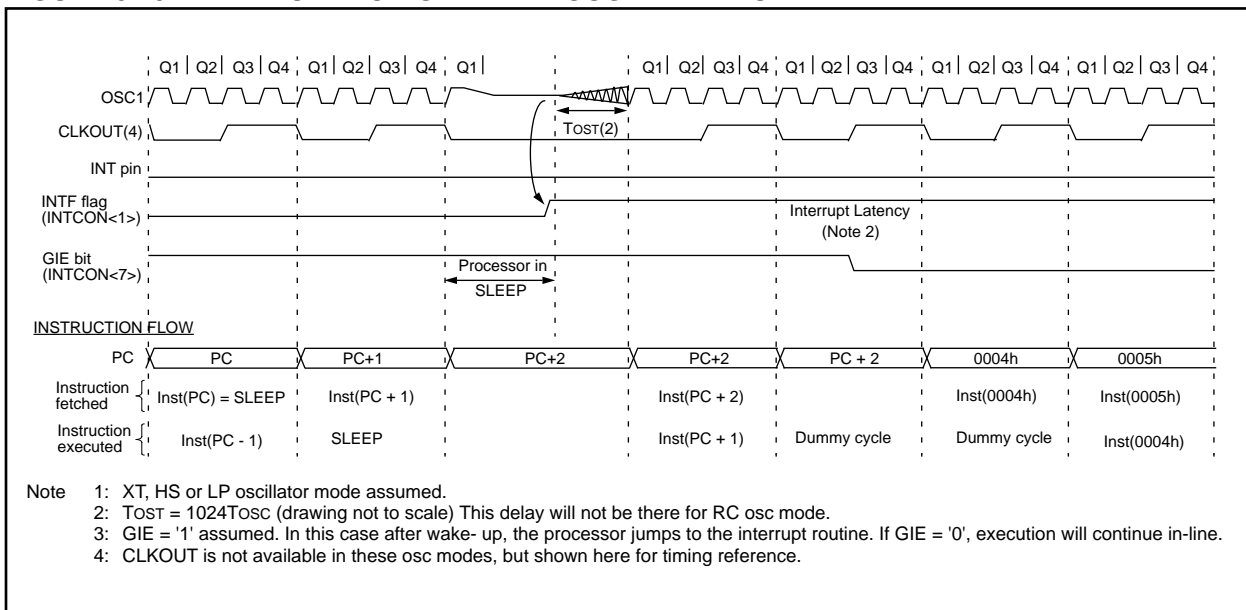 Q1 Q2 Q3 Q4 Q1 Q2 Q3 Q4 Q1 Q1 Q2 Q3 Q4 Q1 Q2 Q3 Q4 Q1 Q2 Q3 Q4 Q1 Q2 Q3 Q4
OSC1
CLKOUT(4)
TOST(2)
INT pin
INTF flag
(INTCON<1>)
Interrupt Latency
(Note 2)
GIE bit
(INTCON<7>)
Processor in
SLEEP
INSTRUCTION FLOW
PC PC PC+1 PC+2 PC+2 PC + 2 0004h 0005h
Instruction
fetched
Inst(PC) = SLEEP Inst(PC + 1) Inst(PC + 2) Inst(0004h) Inst(0005h)
Instruction
executed
Inst(PC - 1) SLEEP Inst(PC + 1) Dummy cycle Dummy cycle Inst(0004h)
Note 1: XT, HS or LP oscillator mode assumed.
2: TOST = 1024TOSC (drawing not to scale) This delay will not be there for RC osc mode.
3: GIE = '1' assumed. In this case after wake- up, the processor jumps to the interrupt routine. If GIE = '0', execution will continue in-line.
4: CLKOUT is not available in these osc modes, but shown here for timing reference.